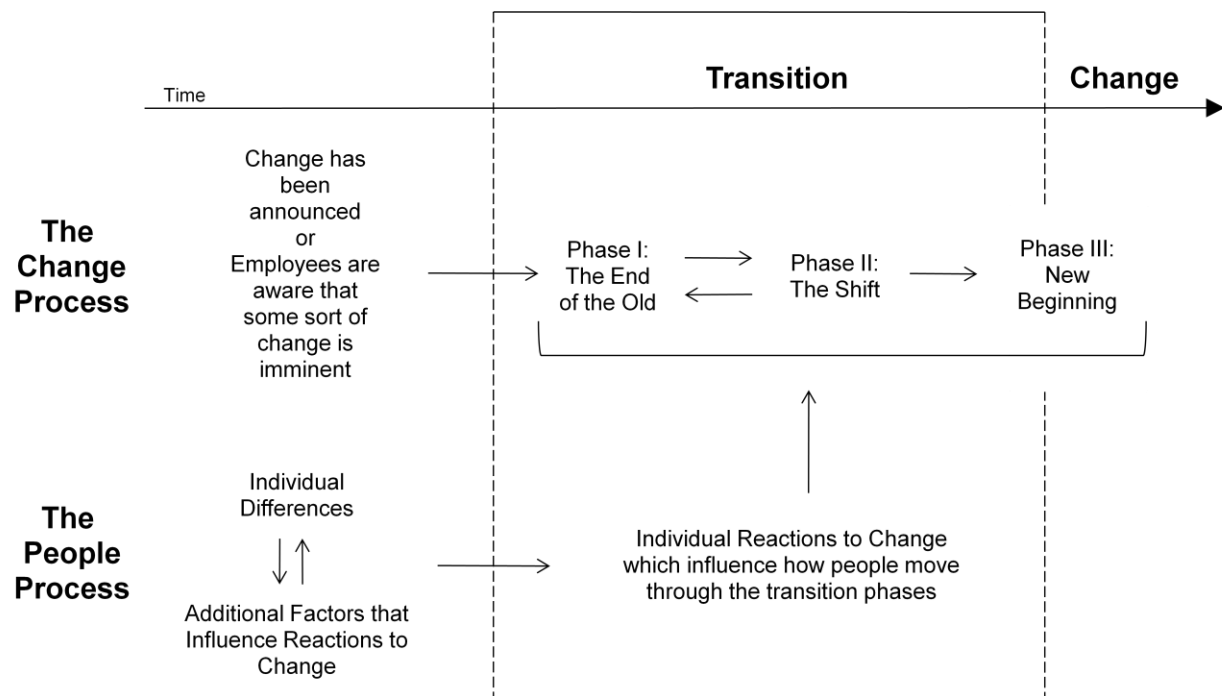 Transition
Change
Time
The
Change
Process
Change has
been
announced
or
Employees are
aware that
some sort of
change is
imminent
Phase I:
The End
of the Old
Phase II:
The Shift
Phase III:
New
Beginning
The
People
Process
Individual
Differences
Additional Factors that
Influence Reactions to
Change
Individual Reactions to Change
which influence how people move
through the transition phases